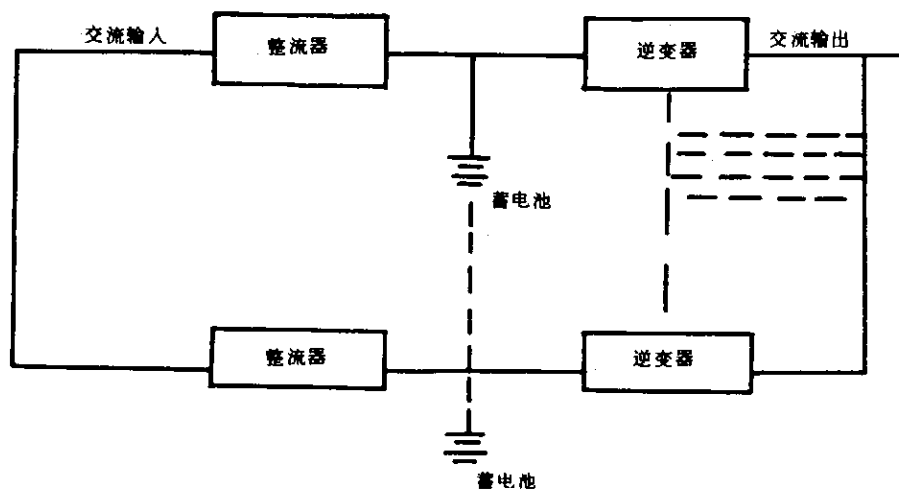 交流输入
整流器
逆变器
交流输出
蓄电池
整流器
逆变器
蓄电池